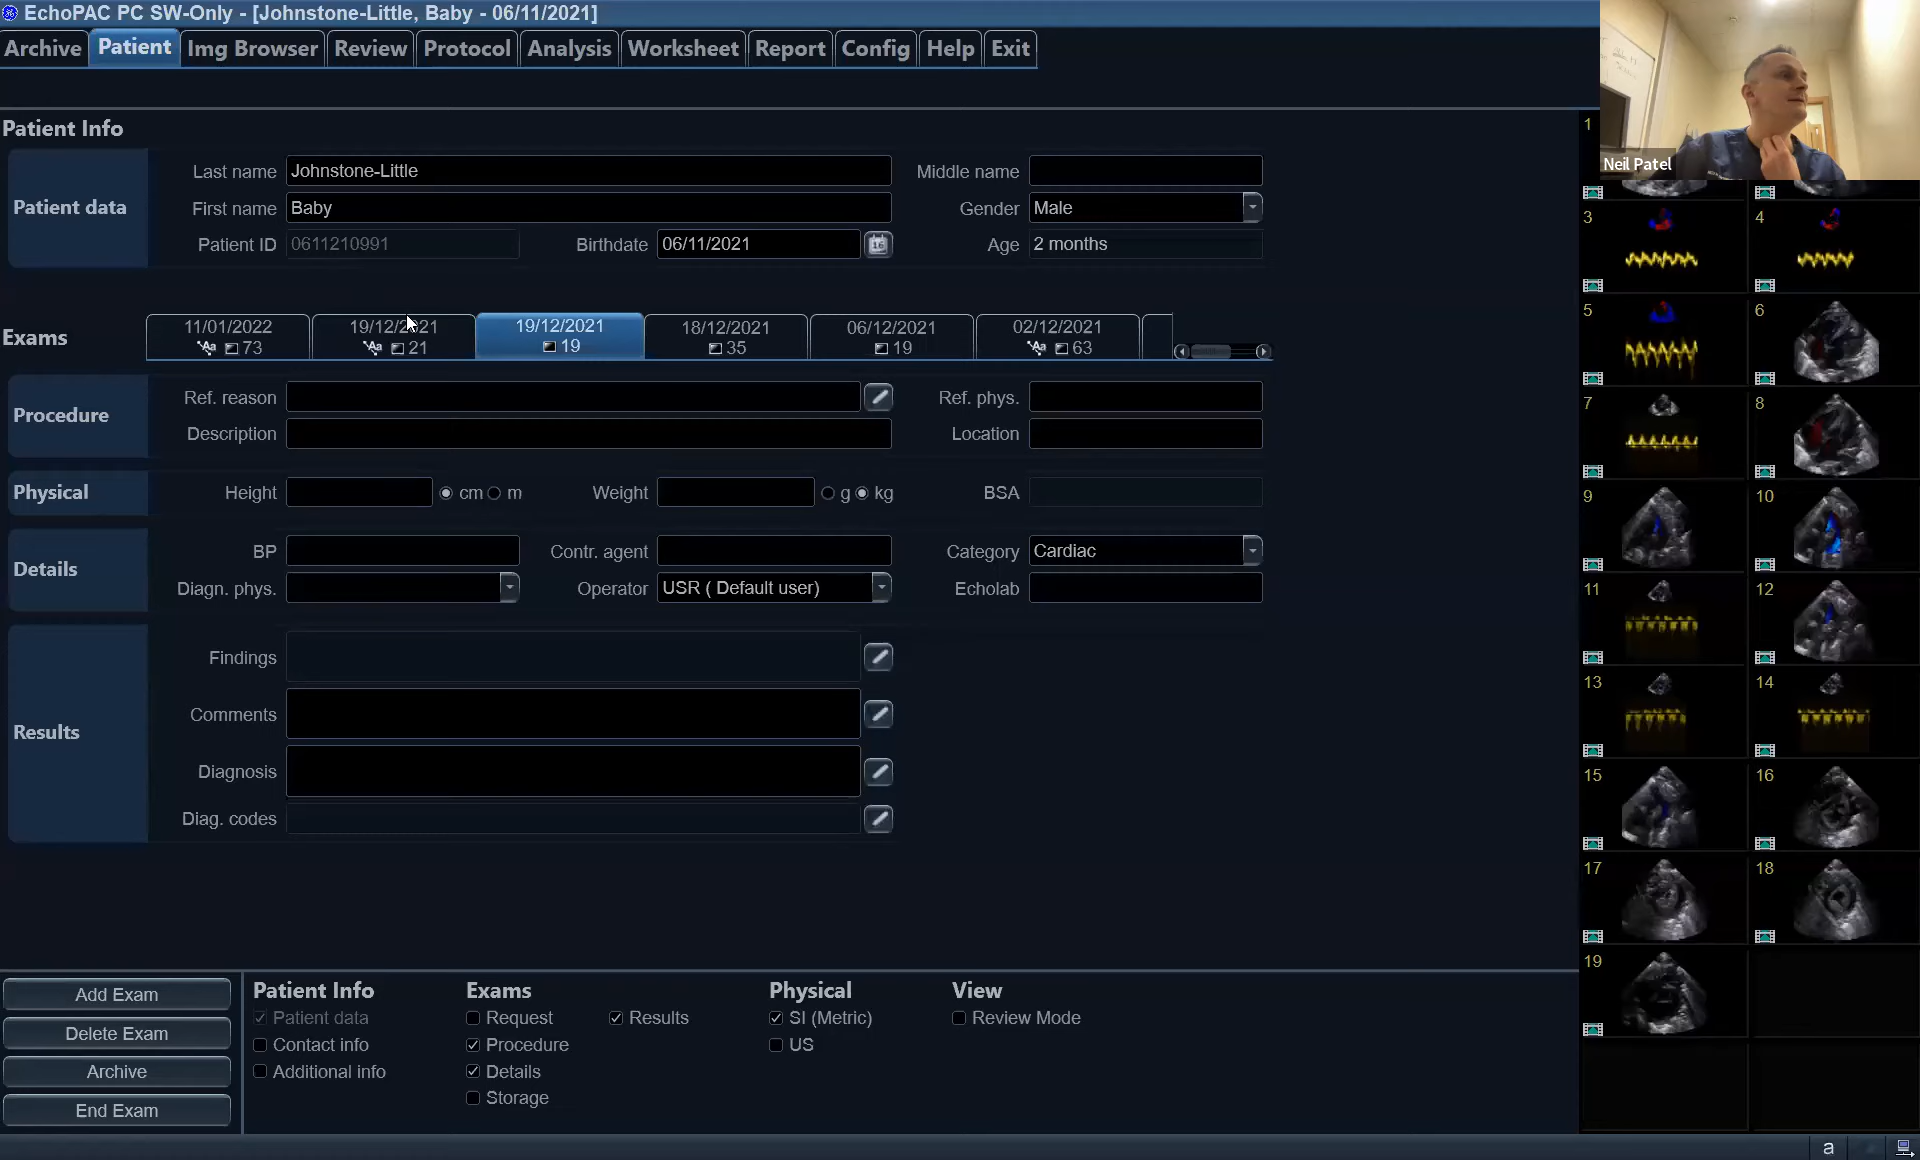 EchoPAC PC SW-Only - [Johnstone-Little, Baby - 06/11/2021]
Archive Patient Img Browser Review Protocol Analysis Worksheet Report Config Help Exit
Patient Info
Patient data
Last name Johnstone-Little Middle name
First name Baby Gender Male
Patient ID 0611210991 Birthdate 06/11/2021 Age 2 months
Exams
11/01/2022 19/12/2021 19/12/2021 18/12/2021 06/12/2021 02/12/2021
Aa 73 Aa 21 19 35 19 Aa 63
Procedure
Ref. reason Ref. phys.
Description Location
Physical Height cm m Weight g kg BSA
Details
BP Contr. agent Category Cardiac
Diagn. phys. Operator USR ( Default user) Echolab
Results
Findings
Comments
Diagnosis
Diag. codes
Add Exam
Delete Exam
Archive
End Exam
Patient Info Exams Physical View
Patient data Request Results SI (Metric) Review Mode
Contact info Procedure US
Additional info Details
Storage
Neil Patel
1
3 4
5 6
7 8
9 10
11 12
13 14
15 16
17 18
19
a